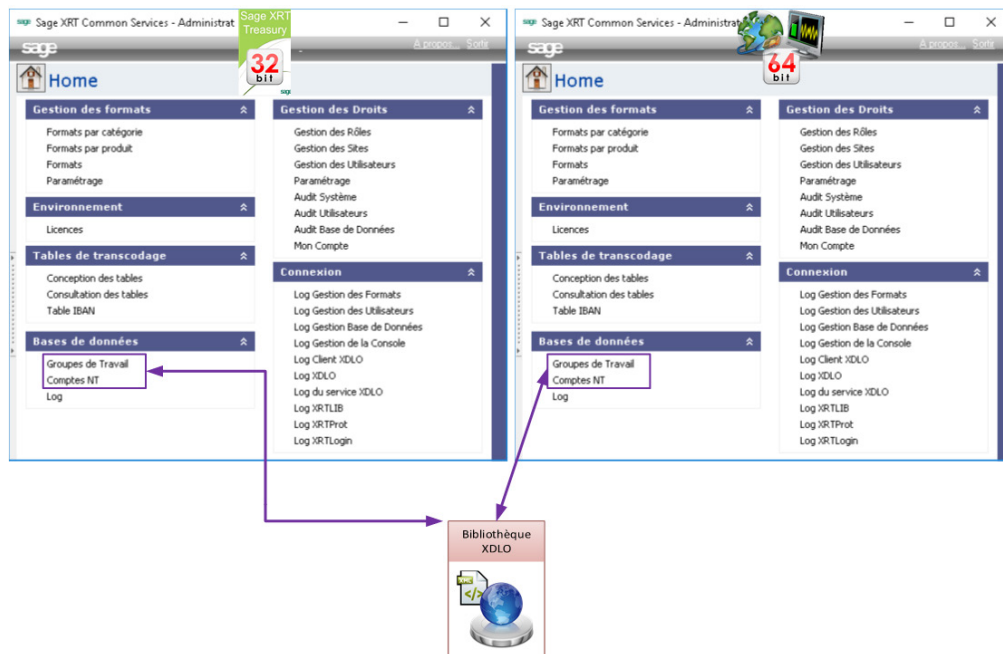 sage Sage XRT Common Services - Administrat
Sage XRT
Treasury
sage
A propos... Sortir
32
bit
sage
Home
Gestion des formats
Formats par catégorie
Formats par produit
Formats
Paramétrage
Environnement
Licences
Tables de transcodage
Conception des tables
Consultation des tables
Table IBAN
Bases de données
Groupes de Travail
Comptes NT
Log
Gestion des Droits
Gestion des Rôles
Gestion des Sites
Gestion des Utilisateurs
Paramétrage
Audit Système
Audit Utilisateurs
Audit Base de Données
Mon Compte
Connexion
Log Gestion des Formats
Log Gestion des Utilisateurs
Log Gestion Base de Données
Log Gestion de la Console
Log Client XDLO
Log XDLO
Log du service XDLO
Log XRTLIB
Log XRTProt
Log XRTLogin
sage Sage XRT Common Services - Administrat
sage
A propos... Sortir
64
bit
Home
Gestion des formats
Formats par catégorie
Formats par produit
Formats
Paramétrage
Environnement
Licences
Tables de transcodage
Conception des tables
Consultation des tables
Table IBAN
Bases de données
Groupes de Travail
Comptes NT
Log
Gestion des Droits
Gestion des Rôles
Gestion des Sites
Gestion des Utilisateurs
Paramétrage
Audit Système
Audit Utilisateurs
Audit Base de Données
Mon Compte
Connexion
Log Gestion des Formats
Log Gestion des Utilisateurs
Log Gestion Base de Données
Log Gestion de la Console
Log Client XDLO
Log XDLO
Log du service XDLO
Log XRTLIB
Log XRTProt
Log XRTLogin
Bibliothèque
XDLO